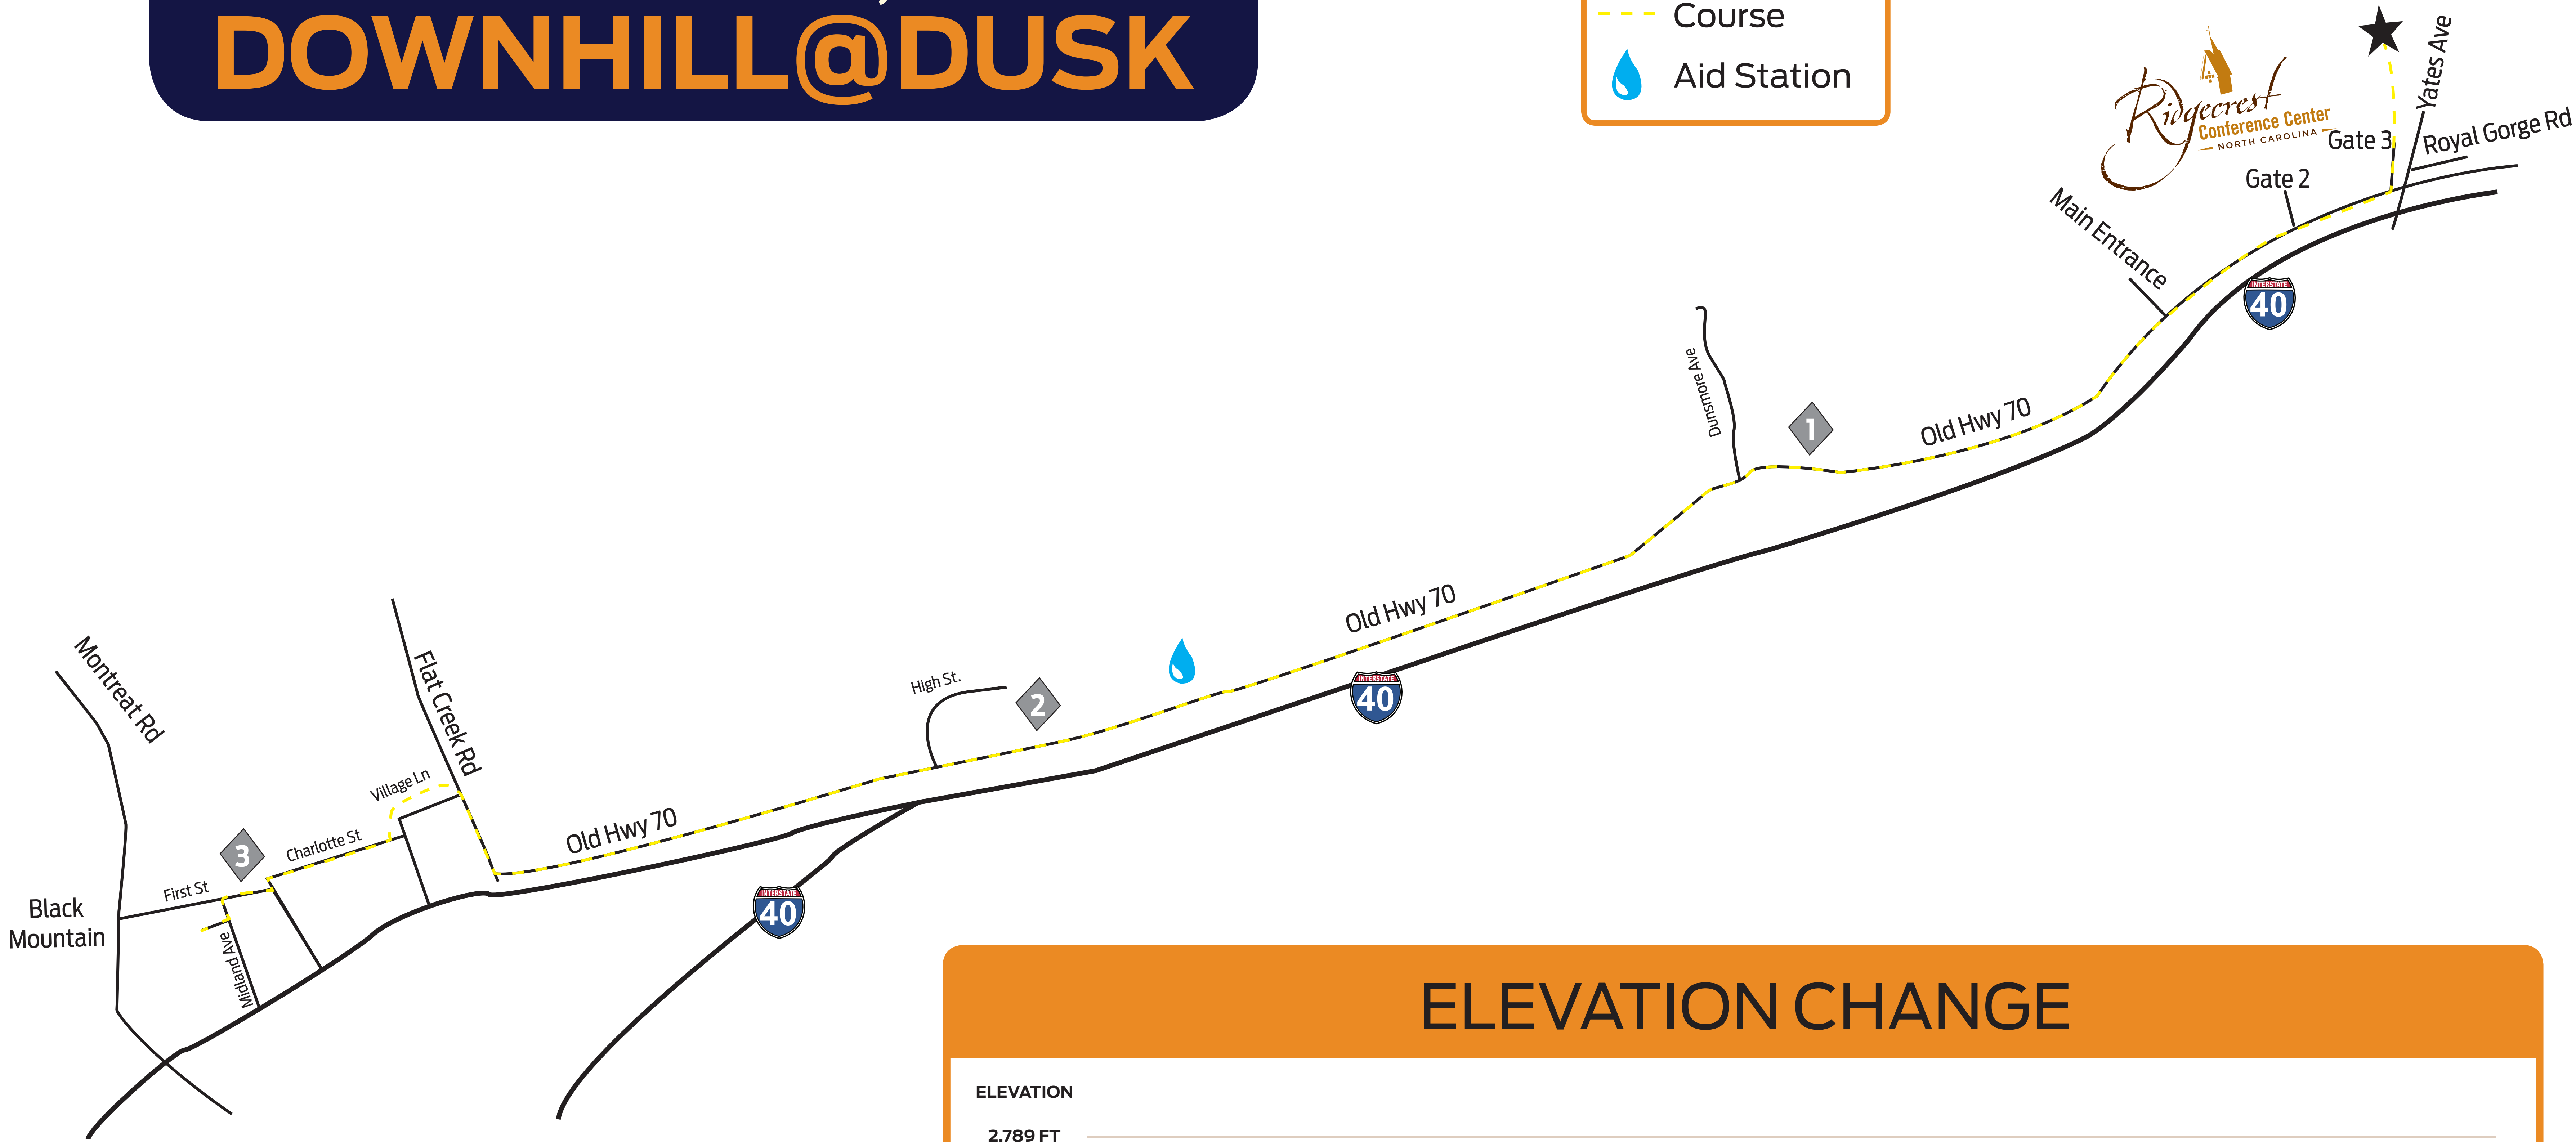 DOWNHILL@DUSK
Course
Aid Station
Yates Ave
Ridgecrest
Conference Center
NORTH CAROLINA
Gate 3
Royal Gorge Rd
Gate 2
Main Entrance
INTERSTATE
40
Dunsmore Ave
1
Old Hwy 70
Old Hwy 70
INTERSTATE
40
High St.
2
Montreat Rd
Flat Creek Rd
Village Ln
Old Hwy 70
3
Charlotte St
First St
Black
Mountain
Midland Ave
INTERSTATE
40
ELEVATION CHANGE
ELEVATION
2,789 FT